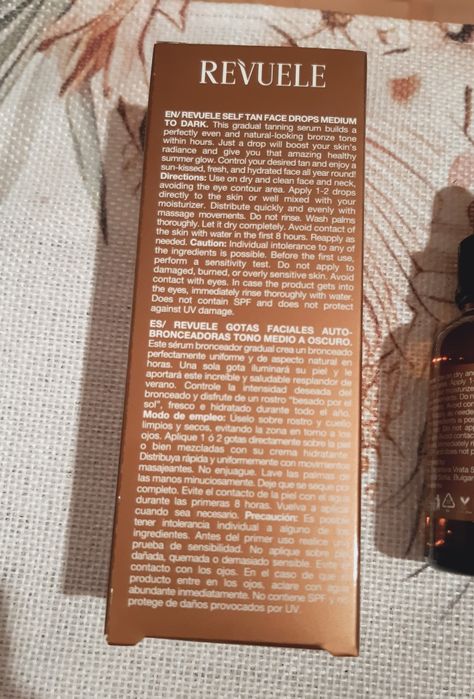 REVUELE
EN/ REVUELE SELF TAN FACE DROPS MEDIUM
TO DARK. This gradual tanning serum builds a
perfectly even and natural-looking bronze tone
within hours. Just a drop will boost your skin's
radiance and give you that amazing healthy
summer glow. Control your desired tan and enjoy a
sun-kissed, fresh, and hydrated face all year round!
Directions: Use on dry and clean face and neck,
avoiding the eye contour area. Apply 1-2 drops
directly to the skin or well mixed with your
moisturizer. Distribute quickly and evenly with
massage movements. Do not rinse. Wash palms
thoroughly. Let it dry completely. Avoid contact of
the skin with water in the first 8 hours. Reapply as
needed. Caution: Individual intolerance to any of
the ingredients is possible. Before the first use,
perform a sensitivity test. Do not apply to
damaged, burned, or overly sensitive skin. Avoid
contact with eyes. In case the product gets into
the eyes, immediately rinse thoroughly with water.
Does not contain SPF and does not protect
against UV damage.
ES/ REVUELE GOTAS FACIALES AUTO-
BRONCEADORAS TONO MEDIO A OSCURO.
Este sérum bronceador gradual crea un bronceado
perfectamente uniforme y de aspecto natural en
horas. Una sola gota iluminará su piel y le
aportará este increíble y saludable resplandor de
verano. Controle la intensidad deseada del
bronceado y disfrute de un rostro "besado por el
sol", fresco e hidratado durante todo el año.
Modo de empleo: Úselo sobre rostro y cuello
limpios y secos, evitando la zona en torno a los
ojos. Aplique 1 ó 2 gotas directamente sobre la piel
o bien mezcladas con su crema hidratante.
Distribuya rápida y uniformemente con movimientos
masajeantes. No enjuague. Lave las palmas de
las manos minuciosamente. Deje que se seque por
completo. Evite el contacto de la piel con el agua
durante las primeras 8 horas. Vuelva a aplicar
cuando sea necesario. Precaución: Es posible
tener intolerancia individual a alguno de los
ingredientes. Antes del primer uso realice una
prueba de sensibilidad. No aplique sobre piel
dañada, quemada o demasiado sensible. Evite el
contacto con los ojos. En el caso de que el
producto entre en los ojos, aclare con agua
abundante inmediatamente. No contiene SPF y no
protege de daños provocados por UV.